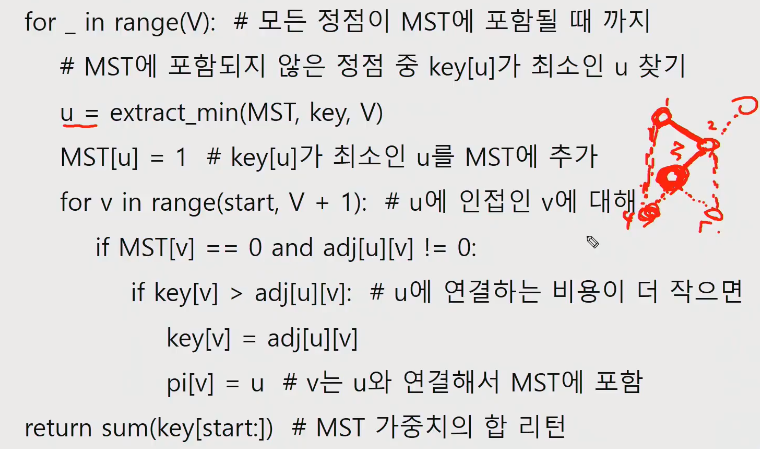 for _ in range(V):  # 모든 정점이 MST에 포함될 때 까지
# MST에 포함되지 않은 정점 중 key[u]가 최소인 u 찾기
u = extract_min(MST, key, V)
MST[u] = 1  # key[u]가 최소인 u를 MST에 추가
for v in range(start, V + 1):  # u에 인접인 v에 대해
if MST[v] == 0 and adj[u][v] != 0:
if key[v] > adj[u][v]:  # u에 연결하는 비용이 더 작으면
key[v] = adj[u][v]
pi[v] = u  # v는 u와 연결해서 MST에 포함
return sum(key[start:])  # MST 가중치의 합 리턴
2
3